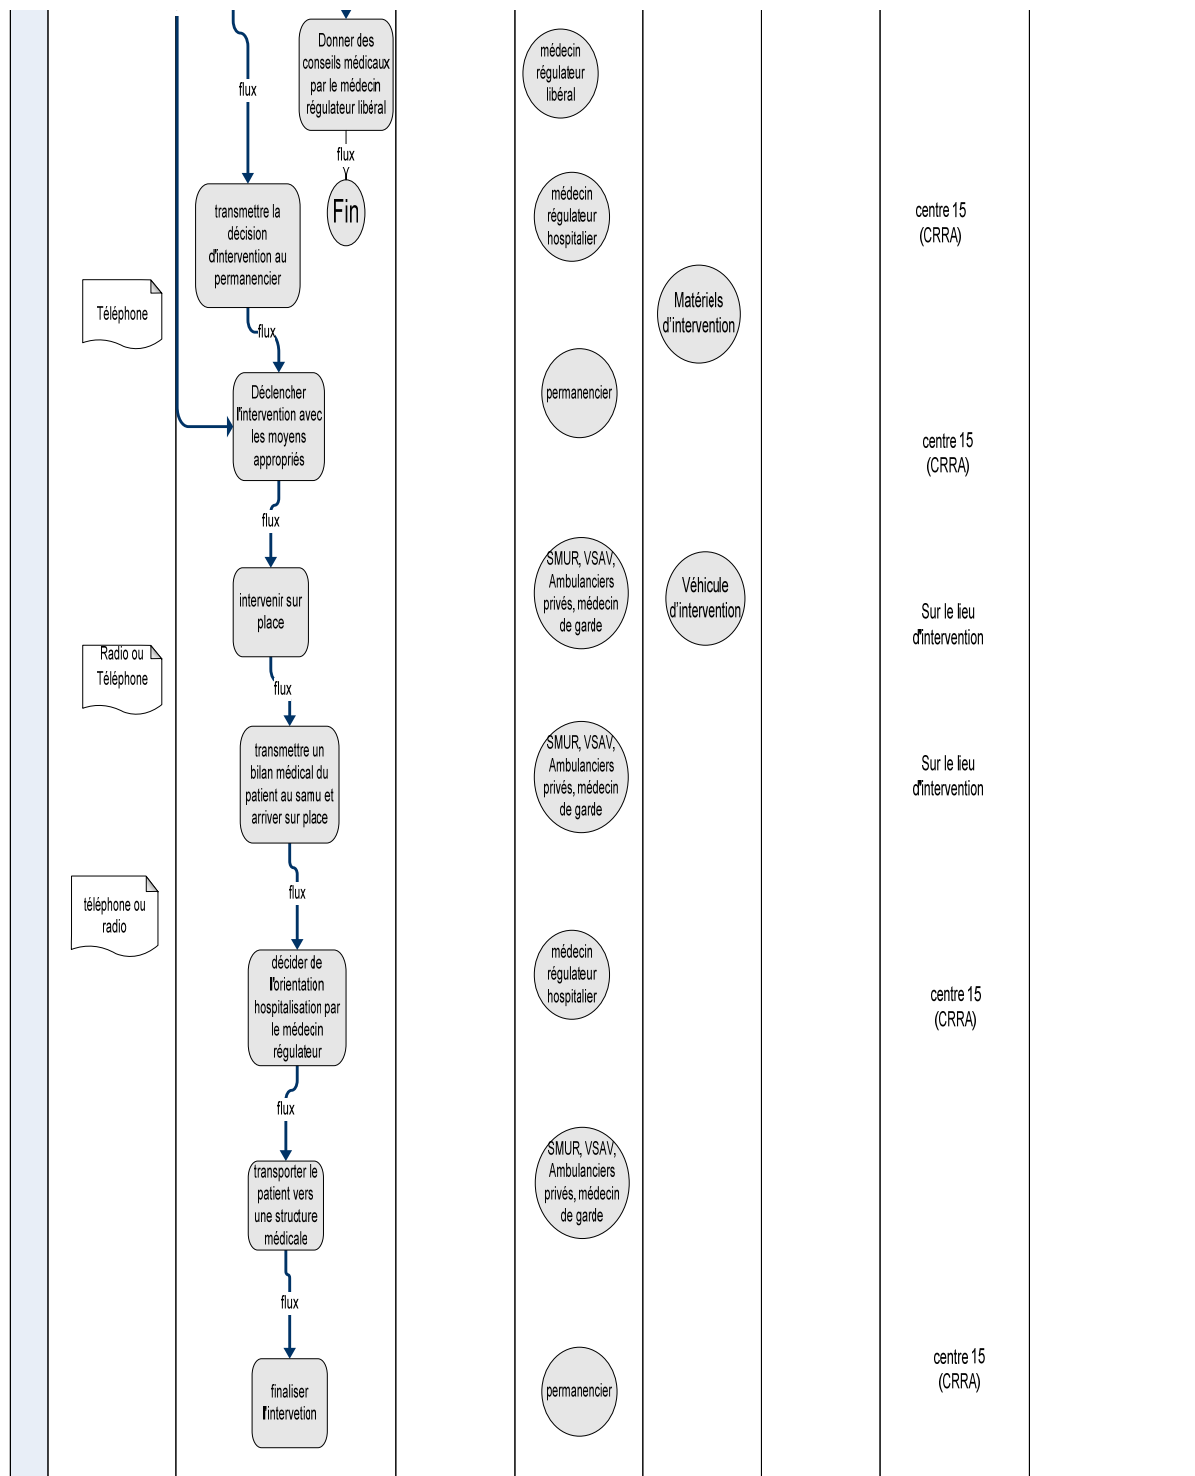 Donner des
conseils médicaux
par le médecin
régulateur libéral
médecin
régulateur
libéral
flux
flux
Fin
transmettre la
décision
d'intervention au
permanencier
médecin
régulateur
hospitalier
centre 15
(CRRA)
Téléphone
Matériels
d'intervention
flux
Déclencher
l'intervention avec
les moyens
appropriés
permanencier
centre 15
(CRRA)
flux
intervenir sur
place
SMUR, VSAV,
Ambulanciers
privés, médecin
de garde
Véhicule
d'intervention
Sur le lieu
d'intervention
Radio ou
Téléphone
flux
transmettre un
bilan médical du
patient au samu et
arriver sur place
SMUR, VSAV,
Ambulanciers
privés, médecin
de garde
Sur le lieu
d'intervention
téléphone ou
radio
flux
décider de
l'orientation
hospitalisation par
le médecin
régulateur
médecin
régulateur
hospitalier
centre 15
(CRRA)
flux
transporter le
patient vers
une structure
médicale
SMUR, VSAV,
Ambulanciers
privés, médecin
de garde
flux
finaliser
l'intervetion
permanencier
centre 15
(CRRA)